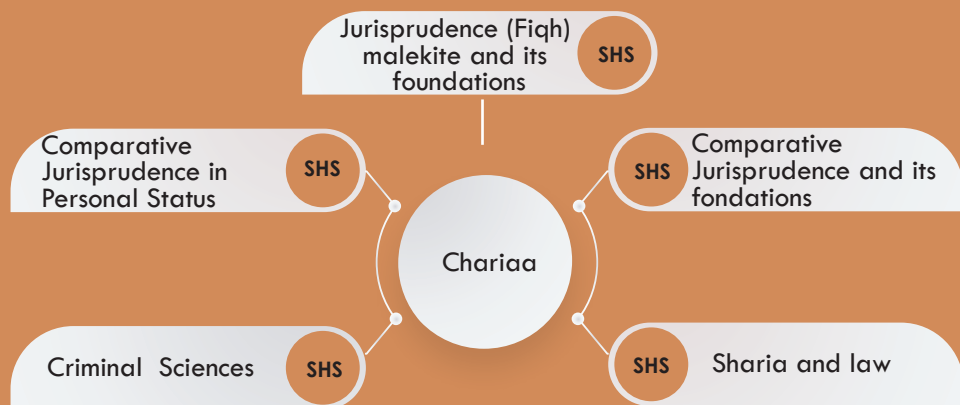 Jurisprudence (Fiqh)
malekite and its
foundations
SHS
Comparative
Jurisprudence in
Personal Status
SHS
SHS
Comparative
Jurisprudence and its
fondations
Chariaa
Criminal Sciences
SHS
SHS
Sharia and law